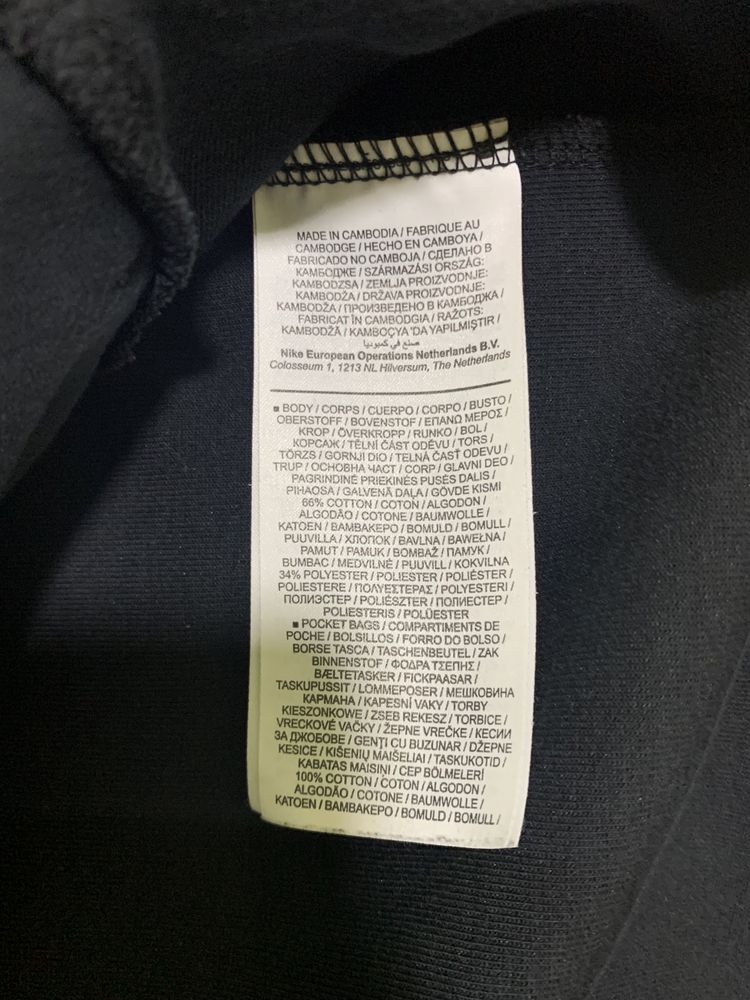 MADE IN CAMBODIA / FABRIQUE AU
CAMBODGE / HECHO EN CAMBOYA /
FABRICADO NO CAMBOJA / СДЕЛАНО В
КАМБОДЖЕ / SZÁRMAZÁSI ORSZÁG:
KAMBODZSA / ZEMLJA PROIZVODNJE:
KAMBODŽA / DRŽAVA PROIZVODNJE:
KAMBODŽA / ПРОИЗВЕДЕНО В КАМБОДЖА /
FABRICAT ÎN CAMBODGIA / RAŽOTS:
KAMBODŽĀ / KAMBOÇYA 'DA YAPILMIŞTIR /
صنع في كمبوديا
Nike European Operations Netherlands B.V.
Colosseum 1, 1213 NL Hilversum, The Netherlands
■ BODY / CORPS / CUERPO / CORPO / BUSTO /
OBERSTOFF / BOVENSTOF / ΕΠΑΝΩ ΜΕΡΟΣ /
KROP / ÖVERKROPP / RUNKO / BOL /
КОРСАЖ / TĚLNÍ ČÁST ODĚVU / TORS /
TÖRZS / GORNJI DIO / TELNÁ ČASŤ ODEVU /
TRUP / ОСНОВНА ЧАСТ / CORP / GLAVNI DEO /
PAGRINDINĖ PRIEKINĖS PUSĖS DALIS /
PIHAOSA / GALVENĀ DAĻA / GÖVDE KISMI
66% COTTON / COTON / ALGODON /
ALGODÃO / COTONE / BAUMWOLLE /
KATOEN / ΒΑΜΒΑΚΕΡΟ / BOMULD / BOMULL /
PUUVILLA / ХЛОПОК / BAVLNA / BAWEŁNA /
PAMUT / PAMUK / BOMBAŽ / ПАМУК /
BUMBAC / MEDVILNĖ / PUUVILL / KOKVILNA
34% POLYESTER / POLIESTER / POLIÉSTER /
POLIESTERE / ΠΟΛΥΕΣΤΕΡΑΣ / POLYESTERI /
ПОЛИЭСТЕР / POLIÉSZTER / ПОЛИЕСТЕР /
POLIESTERIS / POLÜESTER
■ POCKET BAGS / COMPARTIMENTS DE
POCHE / BOLSILLOS / FORRO DO BOLSO /
BORSE TASCA / TASCHENBEUTEL / ZAK
BINNENSTOF / ΦΟΔΡΑ ΤΣΕΠΗΣ /
BÆLTETASKER / FICKPAASAR /
TASKUPUSSIT / LOMMEPOSER / МЕШКОВИНА
КАРМАНА / KAPESNÍ VAKY / TORBY
KIESZONKOWE / ZSEB REKESZ / TORBICE /
VRECKOVÉ VAČKY / ŽEPNE VREČKE / КЕСИИ
ЗА ДЖОБОВЕ / GENȚI CU BUZUNAR / DŽEPNE
KESICE / KIŠENIŲ MAIŠELIAI / TASKUKOTID /
KABATAS MAISIŅI / CEP BÖLMELERİ
100% COTTON / COTON / ALGODON /
ALGODÃO / COTONE / BAUMWOLLE /
KATOEN / ΒΑΜΒΑΚΕΡΟ / BOMULD / BOMULL /